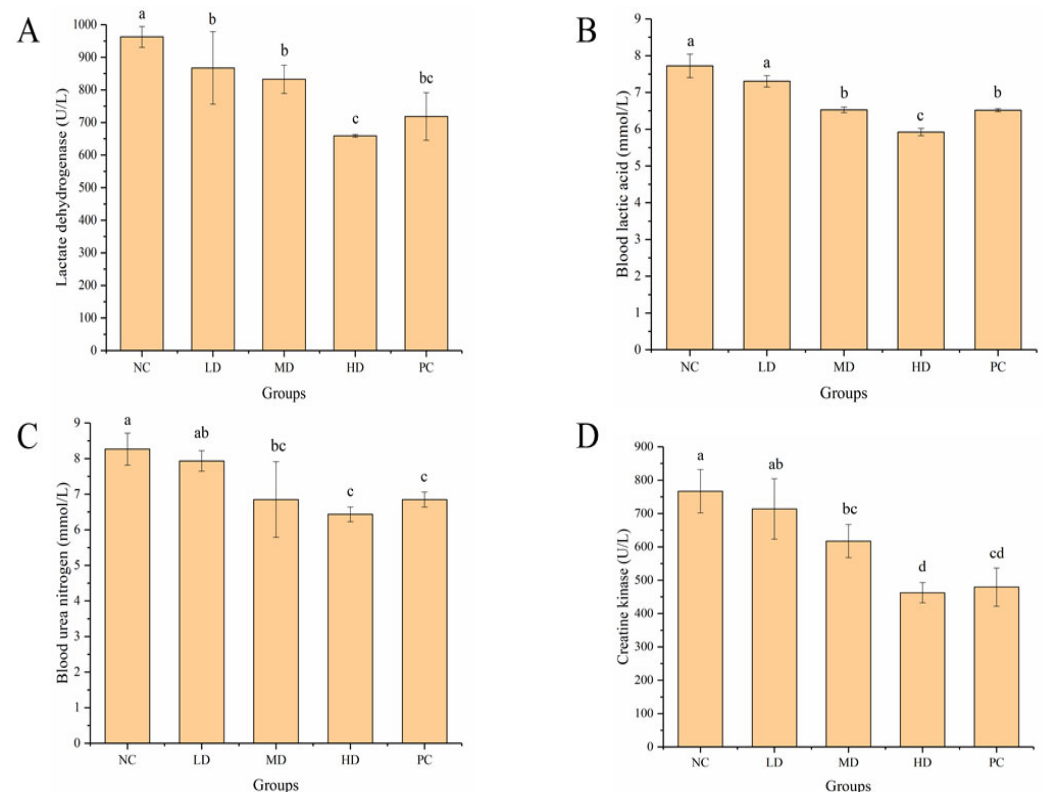 A
Lactate dehydrogenase (U/L)
1000
900
800
700
600
500
400
300
200
100
0
a
b
b
c
bc
NC LD MD HD PC
Groups
B
Blood lactic acid (mmol/L)
9
8
7
6
5
4
3
2
1
0
a
a
b
c
b
NC LD MD HD PC
Groups
C
Blood urea nitrogen (mmol/L)
9
8
7
6
5
4
3
2
1
0
a
ab
bc
c
c
NC LD MD HD PC
Groups
D
Creatine kinase (U/L)
900
800
700
600
500
400
300
200
100
0
a
ab
bc
d
cd
NC LD MD HD PC
Groups